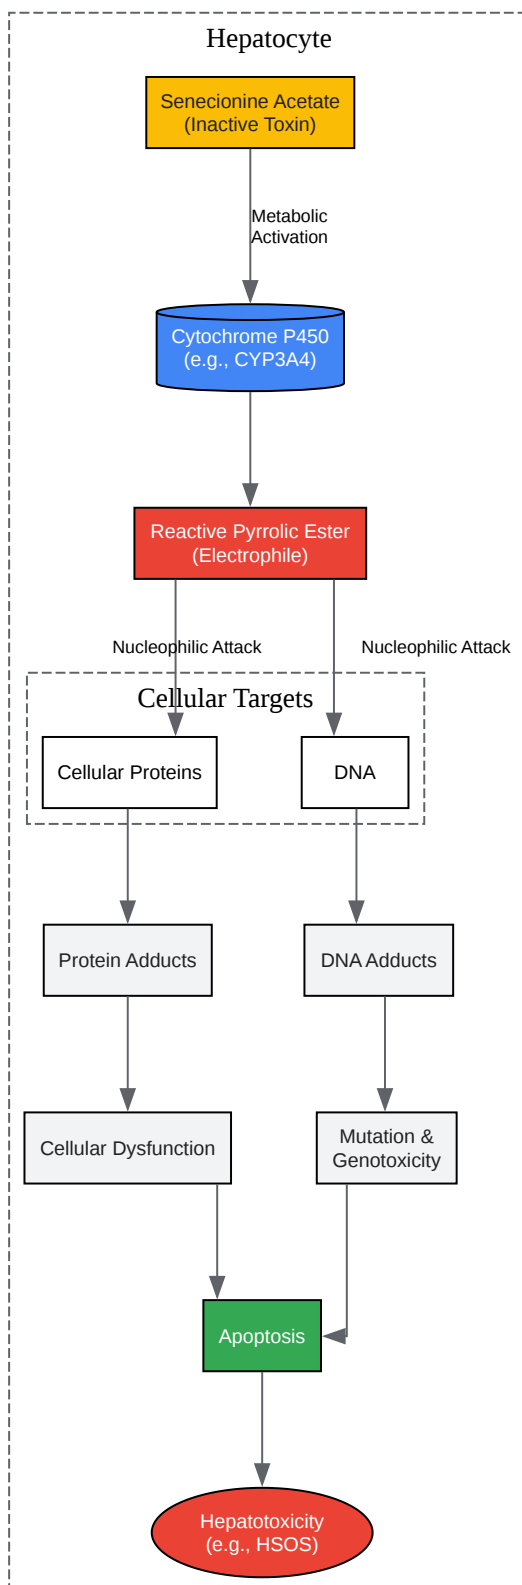 Hepatocyte
Senecionine Acetate
(Inactive Toxin)
Metabolic
Activation
Cytochrome P450
(e.g., CYP3A4)
Reactive Pyrrolic Ester
(Electrophile)
Nucleophilic Attack
Nucleophilic Attack
Cellular Targets
Cellular Proteins
DNA
Protein Adducts
DNA Adducts
Cellular Dysfunction
Mutation &
Genotoxicity
Apoptosis
Hepatotoxicity
(e.g., HSOS)